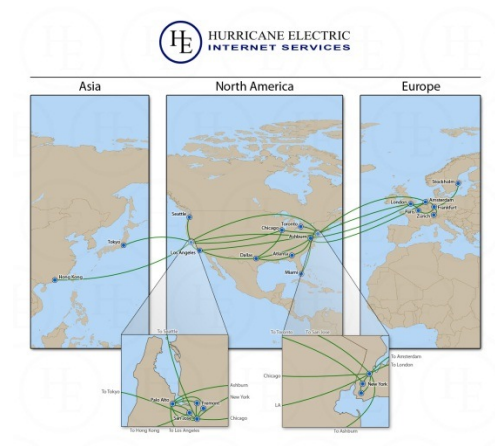 HE
HURRICANE ELECTRIC
INTERNET SERVICES
Asia
North America
Europe
Stockholm
London
Amsterdam
Frankfurt
Paris
Zurich
Seattle
Toronto
Chicago
Ashburn
Tokyo
Los Angeles
Dallas
Atlanta
Miami
Hong Kong
To Seattle
Palo Alto
Fremont
San Jose
To Tokyo
Ashburn
New York
Chicago
To Hong Kong
To Los Angeles
To Toronto
To San Jose
To Amsterdam
To London
Chicago
New York
LA
To Ashburn